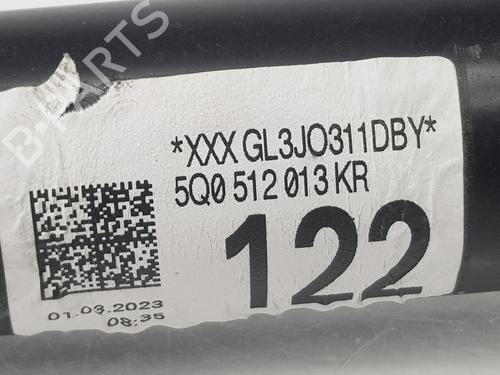 B-PARTS
*XXX GL3JO311DBY*
5Q0 512 013 KR
122
01.03.2023
08:35